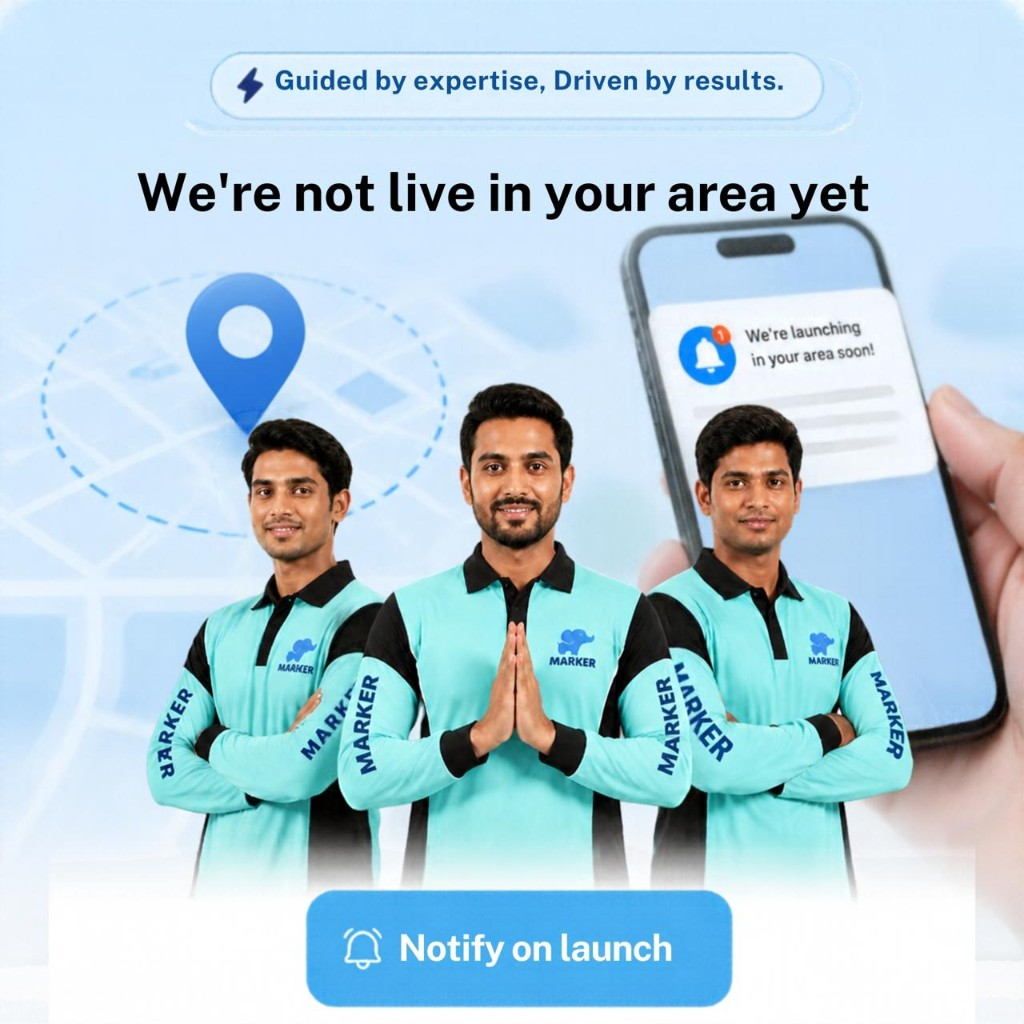 Guided by expertise, Driven by results.
We're not live in your area yet
1
We're launching
in your area soon!
MARKER
MARKER
MARKER
MARKER
MARKER
MARKER
MARKER
MARKER
MARKER
Notify on launch